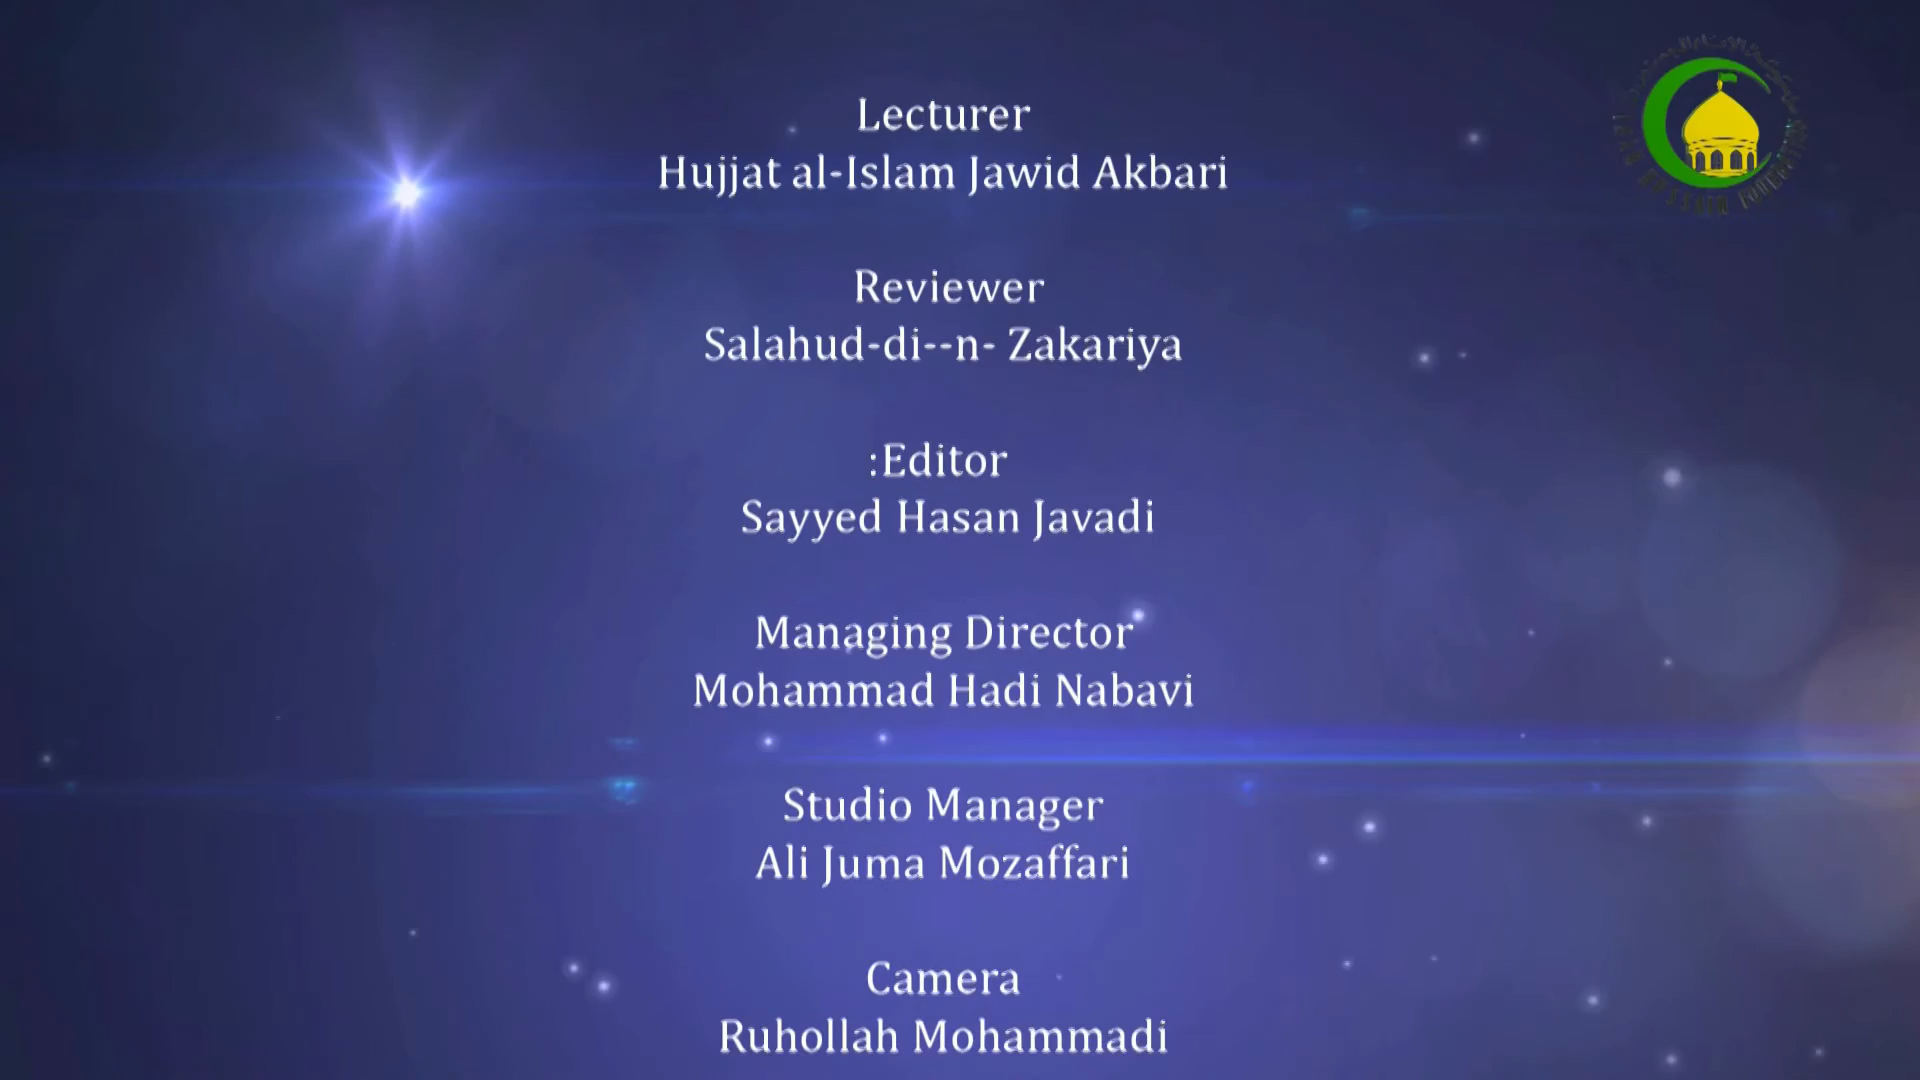 Lecturer
Hujjat al-Islam Jawid Akbari
Reviewer
Salahud-di--n- Zakariya
:Editor
Sayyed Hasan Javadi
Managing Director
Mohammad Hadi Nabavi
Studio Manager
Ali Juma Mozaffari
Camera
Ruhollah Mohammadi